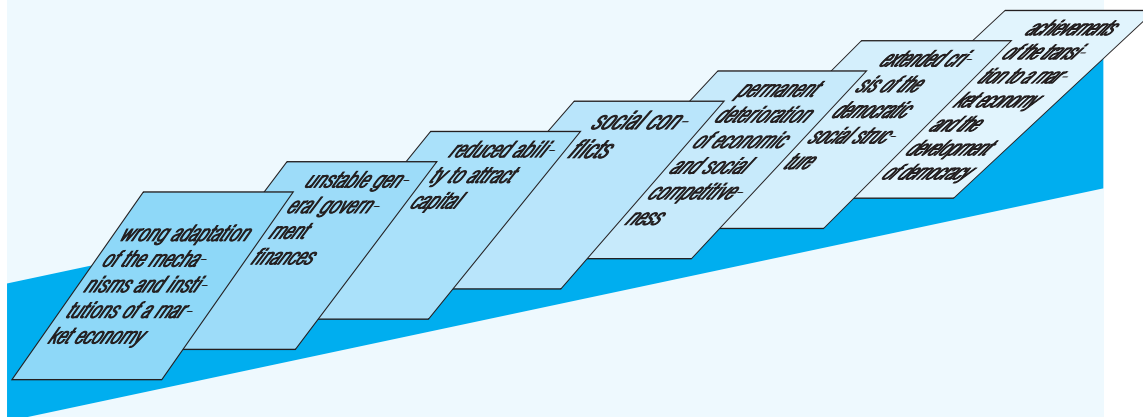 wrong adaptation
of the mecha-
nisms and insti-
tutions of a mar-
ket economy
unstable gen-
eral govern-
ment
finances
reduced abili-
ty to attract
capital
social con-
flicts
permanent
deterioration
of economic
and social
competitive-
ness
extended cri-
sis of the
democratic
social struc-
ture
achievements
of the transi-
tion to a mar-
ket economy
and the
development
of democracy